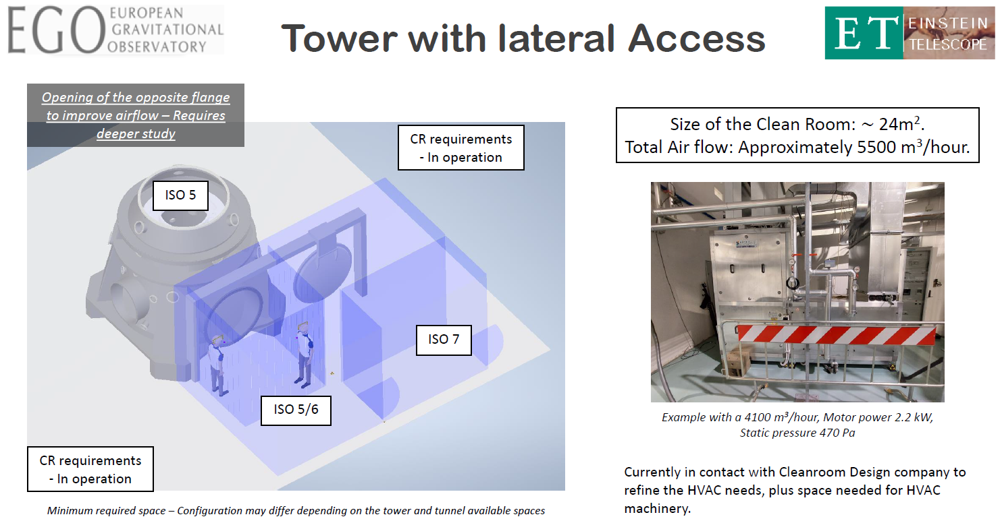 EGO EUROPEAN
GRAVITATIONAL
OBSERVATORY
Tower with lateral Access
ET EINSTEIN
TELESCOPE
Opening of the opposite flange
to improve airflow – Requires
deeper study
CR requirements
- In operation
ISO 5
ISO 7
ISO 5/6
CR requirements
- In operation
Minimum required space – Configuration may differ depending on the tower and tunnel available spaces
Size of the Clean Room: ~ 24m².
Total Air flow: Approximately 5500 m³/hour.
Example with a 4100 m³/hour, Motor power 2.2 kW,
Static pressure 470 Pa
Currently in contact with Cleanroom Design company to
refine the HVAC needs, plus space needed for HVAC
machinery.